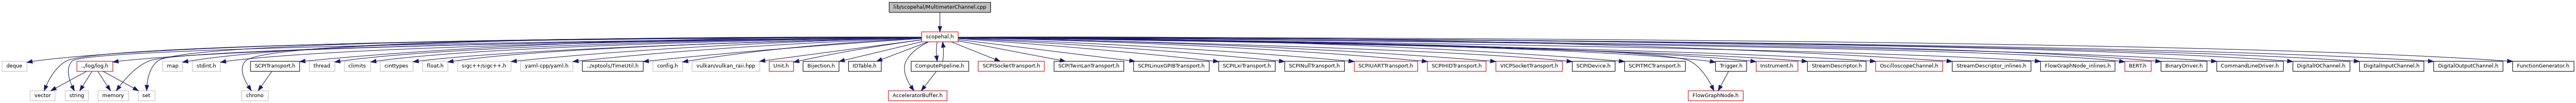 lib/scopehal/MultimeterChannel.cpp
scopehal.h
deque
../log/log.h
map
stdint.h
SCPITransport.h
thread
climits
cinttypes
float.h
sigc++/sigc++.h
yaml-cpp/yaml.h
../xptools/TimeUtil.h
config.h
vulkan/vulkan_raii.hpp
Unit.h
Bijection.h
IDTable.h
ComputePipeline.h
SCPISocketTransport.h
SCPITwinLanTransport.h
SCPILinuxGPIBTransport.h
SCPILxiTransport.h
SCPINullTransport.h
SCPIUARTTransport.h
SCPIHIDTransport.h
VICPSocketTransport.h
SCPIDevice.h
SCPITMCTransport.h
Trigger.h
Instrument.h
StreamDescriptor.h
OscilloscopeChannel.h
StreamDescriptor_inlines.h
FlowGraphNode_inlines.h
BERT.h
BinaryDriver.h
CommandLineDriver.h
DigitalIOChannel.h
DigitalInputChannel.h
DigitalOutputChannel.h
FunctionGenerator.h
vector
string
memory
set
chrono
AcceleratorBuffer.h
FlowGraphNode.h